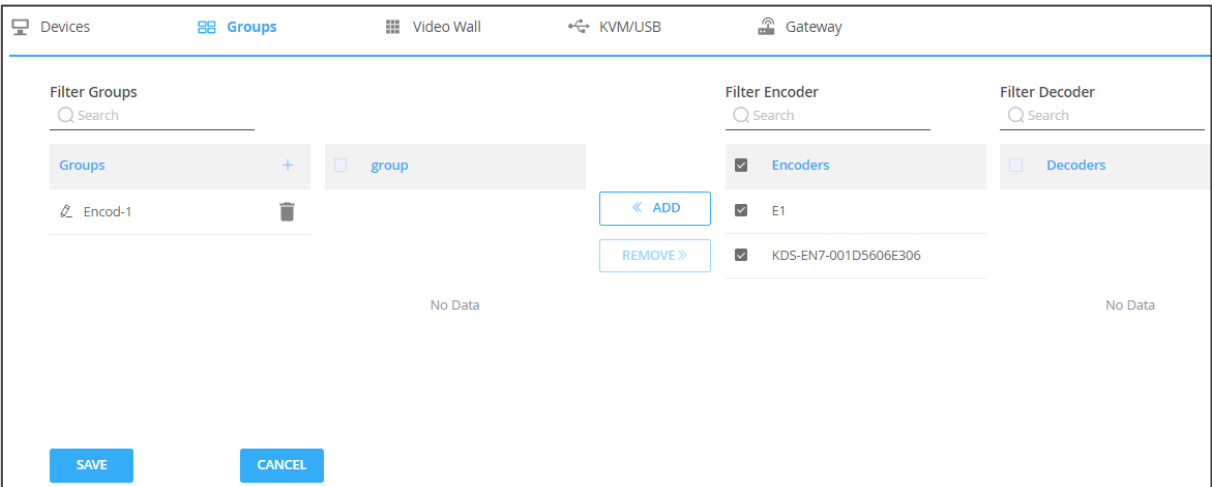 Devices Groups Video Wall KVM/USB Gateway
Filter Groups Filter Encoder Filter Decoder
Search Search Search
Groups + group Encoders Decoders
Encod-1 « ADD E1
REMOVE» KDS-EN7-001D5606E306
No Data No Data
SAVE CANCEL